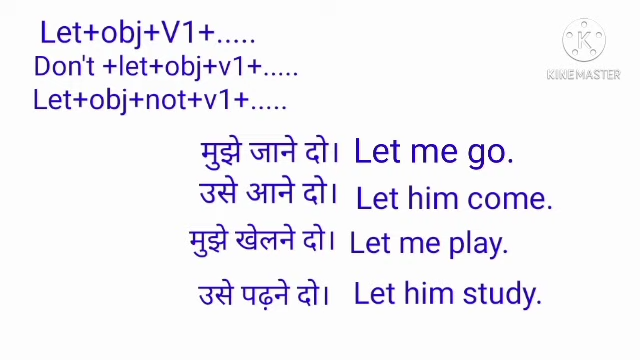 Let+obj+V1+.....
Don't +let+obj+v1+.....
Let+obj+not+v1+.....
KINEMASTER
मुझे जाने दो। Let me go.
उसे आने दो। Let him come.
मुझे खेलने दो। Let me play.
उसे पढ़ने दो। Let him study.